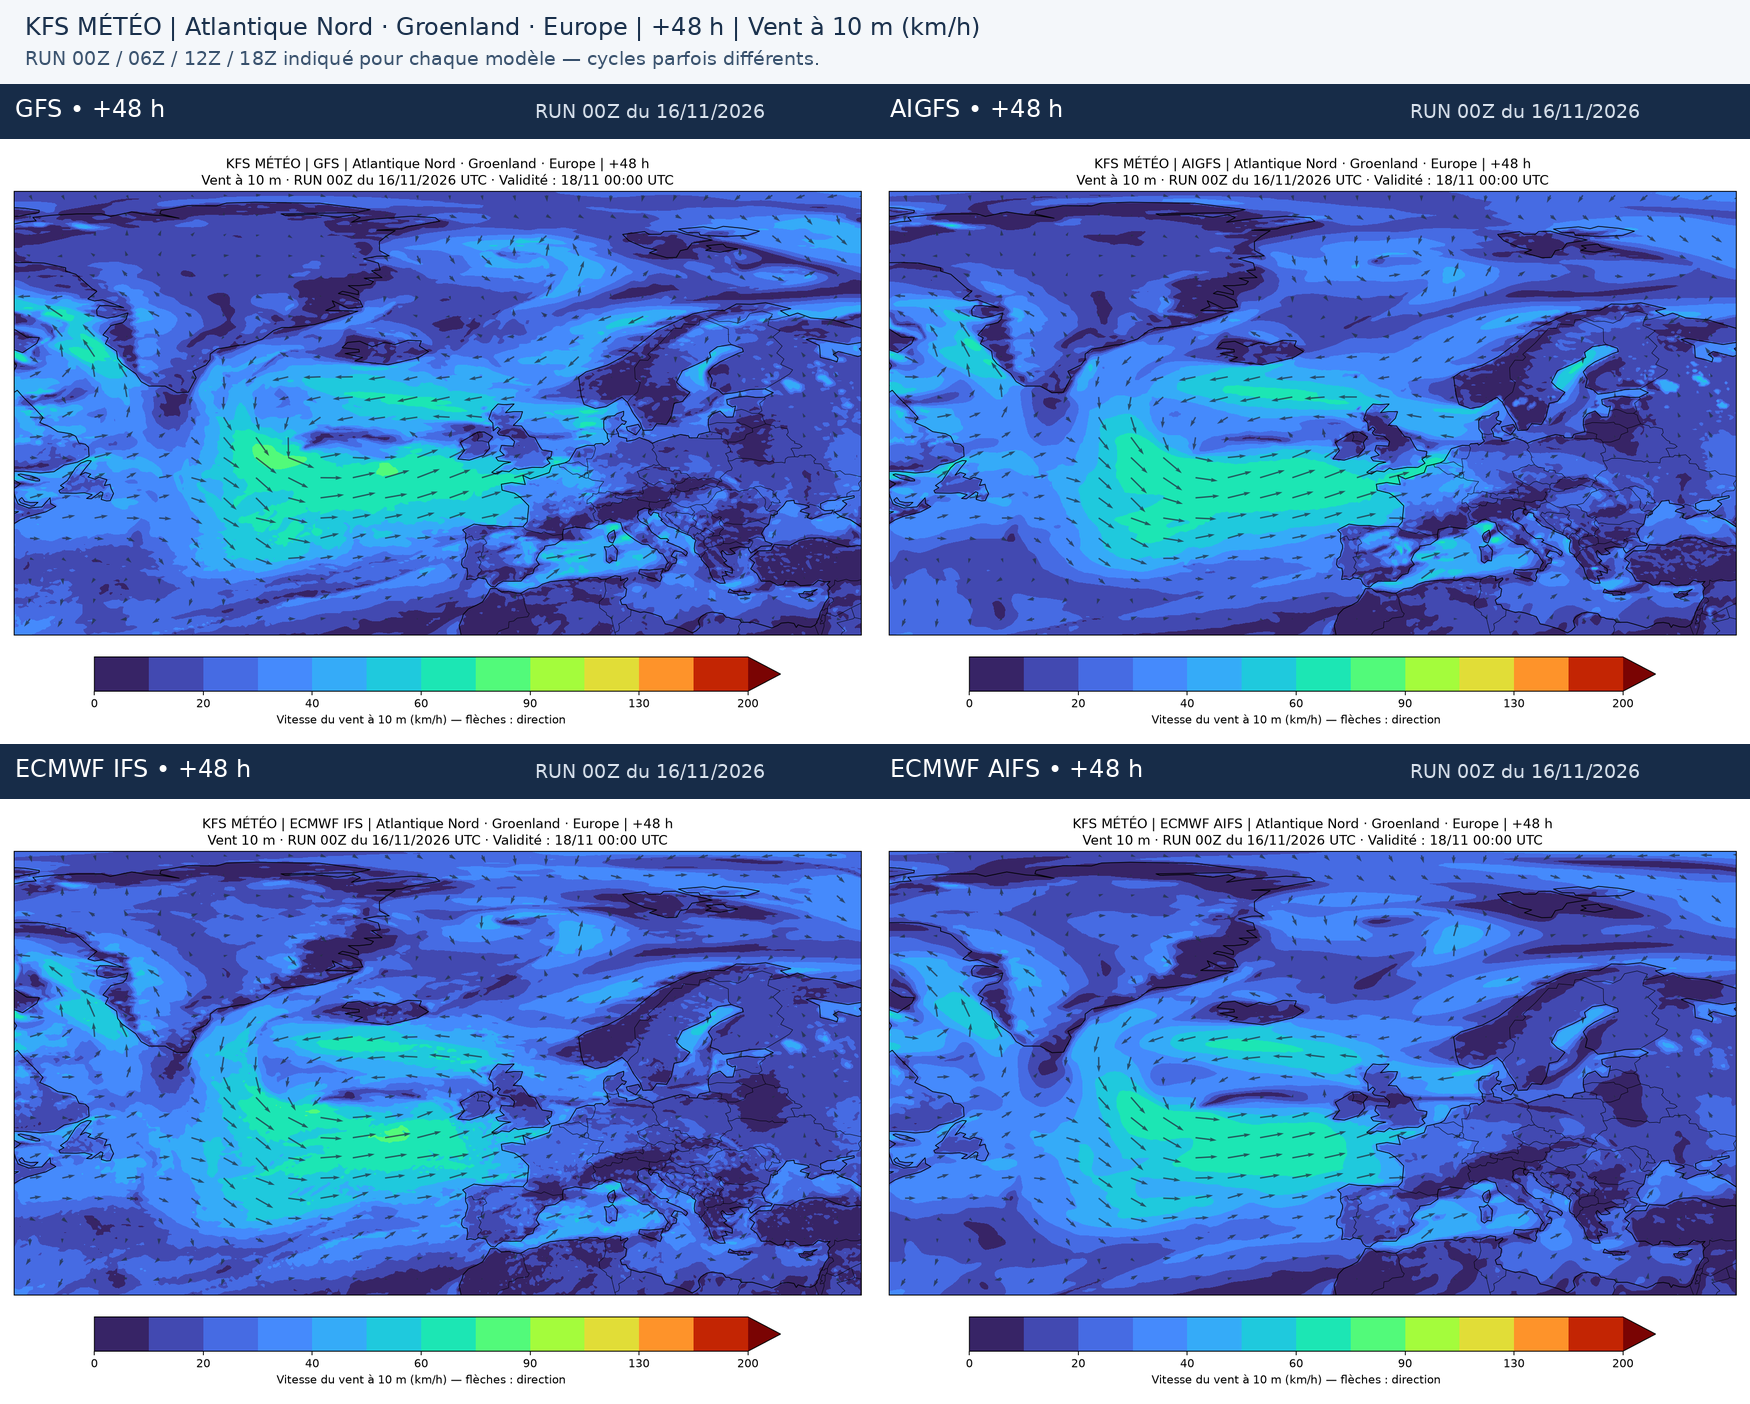 KFS MÉTÉO | Atlantique Nord · Groenland · Europe | +48 h | Vent à 10 m (km/h)
RUN 00Z / 06Z / 12Z / 18Z indiqué pour chaque modèle — cycles parfois différents.
GFS • +48 h RUN 00Z du 16/11/2026
KFS MÉTÉO | GFS | Atlantique Nord · Groenland · Europe | +48 h
Vent à 10 m · RUN 00Z du 16/11/2026 UTC · Validité : 18/11 00:00 UTC
0 20 40 60 90 130 200
Vitesse du vent à 10 m (km/h) — flèches : direction
AIGFS • +48 h RUN 00Z du 16/11/2026
KFS MÉTÉO | AIGFS | Atlantique Nord · Groenland · Europe | +48 h
Vent à 10 m · RUN 00Z du 16/11/2026 UTC · Validité : 18/11 00:00 UTC
0 20 40 60 90 130 200
Vitesse du vent à 10 m (km/h) — flèches : direction
ECMWF IFS • +48 h RUN 00Z du 16/11/2026
KFS MÉTÉO | ECMWF IFS | Atlantique Nord · Groenland · Europe | +48 h
Vent 10 m · RUN 00Z du 16/11/2026 UTC · Validité : 18/11 00:00 UTC
0 20 40 60 90 130 200
Vitesse du vent à 10 m (km/h) — flèches : direction
ECMWF AIFS • +48 h RUN 00Z du 16/11/2026
KFS MÉTÉO | ECMWF AIFS | Atlantique Nord · Groenland · Europe | +48 h
Vent 10 m · RUN 00Z du 16/11/2026 UTC · Validité : 18/11 00:00 UTC
0 20 40 60 90 130 200
Vitesse du vent à 10 m (km/h) — flèches : direction